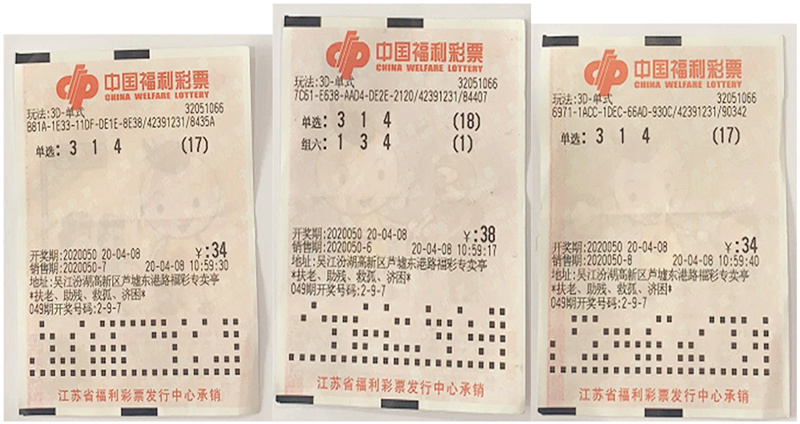 中国福利彩票
CHINA WELFARE LOTTERY
玩法:3D-单式 32051066
B81A-1E33-11DF-DE1E-8E38/42391231/8435A
单选: 3 1 4 (17)
开奖期:2020050 20-04-08 ¥:34
销售期:2020050-7 20-04-08 10:59:30
地址:吴江汾湖高新区芦墟东港路福彩专卖亭
*扶老、助残、救孤、济困*
049期开奖号码:2-9-7
江苏省福利彩票发行中心承销
中国福利彩票
CHINA WELFARE LOTTERY
玩法:3D-单式 32051066
7C61-E638-AAD4-DE2E-2120/42391231/84407
单选: 3 1 4 (18)
组六: 1 3 4 (1)
开奖期:2020050 20-04-08 ¥:38
销售期:2020050-6 20-04-08 10:59:17
地址:吴江汾湖高新区芦墟东港路福彩专卖亭
*扶老、助残、救孤、济困*
049期开奖号码:2-9-7
江苏省福利彩票发行中心承销
中国福利彩票
CHINA WELFARE LOTTERY
玩法:3D-单式 32051066
6971-1ACC-1DEC-66AD-930C/42391231/90342
单选: 3 1 4 (17)
开奖期:2020050 20-04-08 ¥:34
销售期:2020050-8 20-04-08 10:59:40
地址:吴江汾湖高新区芦墟东港路福彩专卖亭
*扶老、助残、救孤、济困*
049期开奖号码:2-9-7
江苏省福利彩票发行中心承销